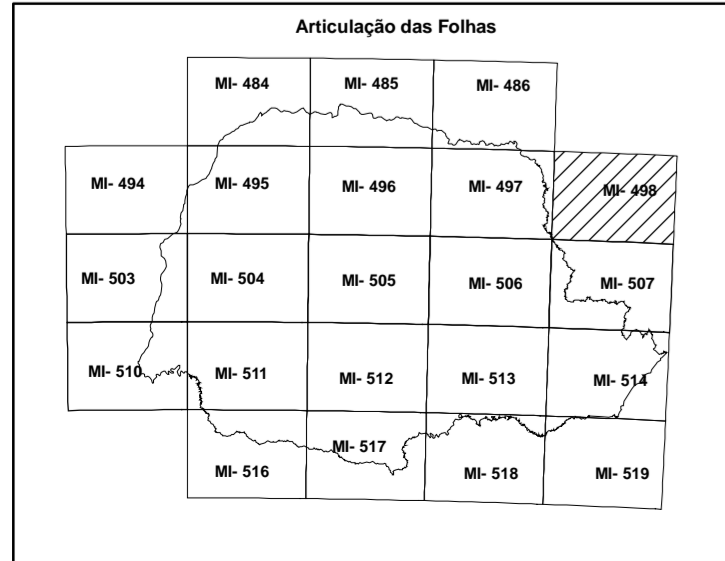 Articulação das Folhas
MI- 484 MI- 485 MI- 486
MI- 494 MI- 495 MI- 496 MI- 497 MI- 498
MI- 503 MI- 504 MI- 505 MI- 506 MI- 507
MI- 510 MI- 511 MI- 512 MI- 513 MI- 514
MI- 516 MI- 517 MI- 518 MI- 519